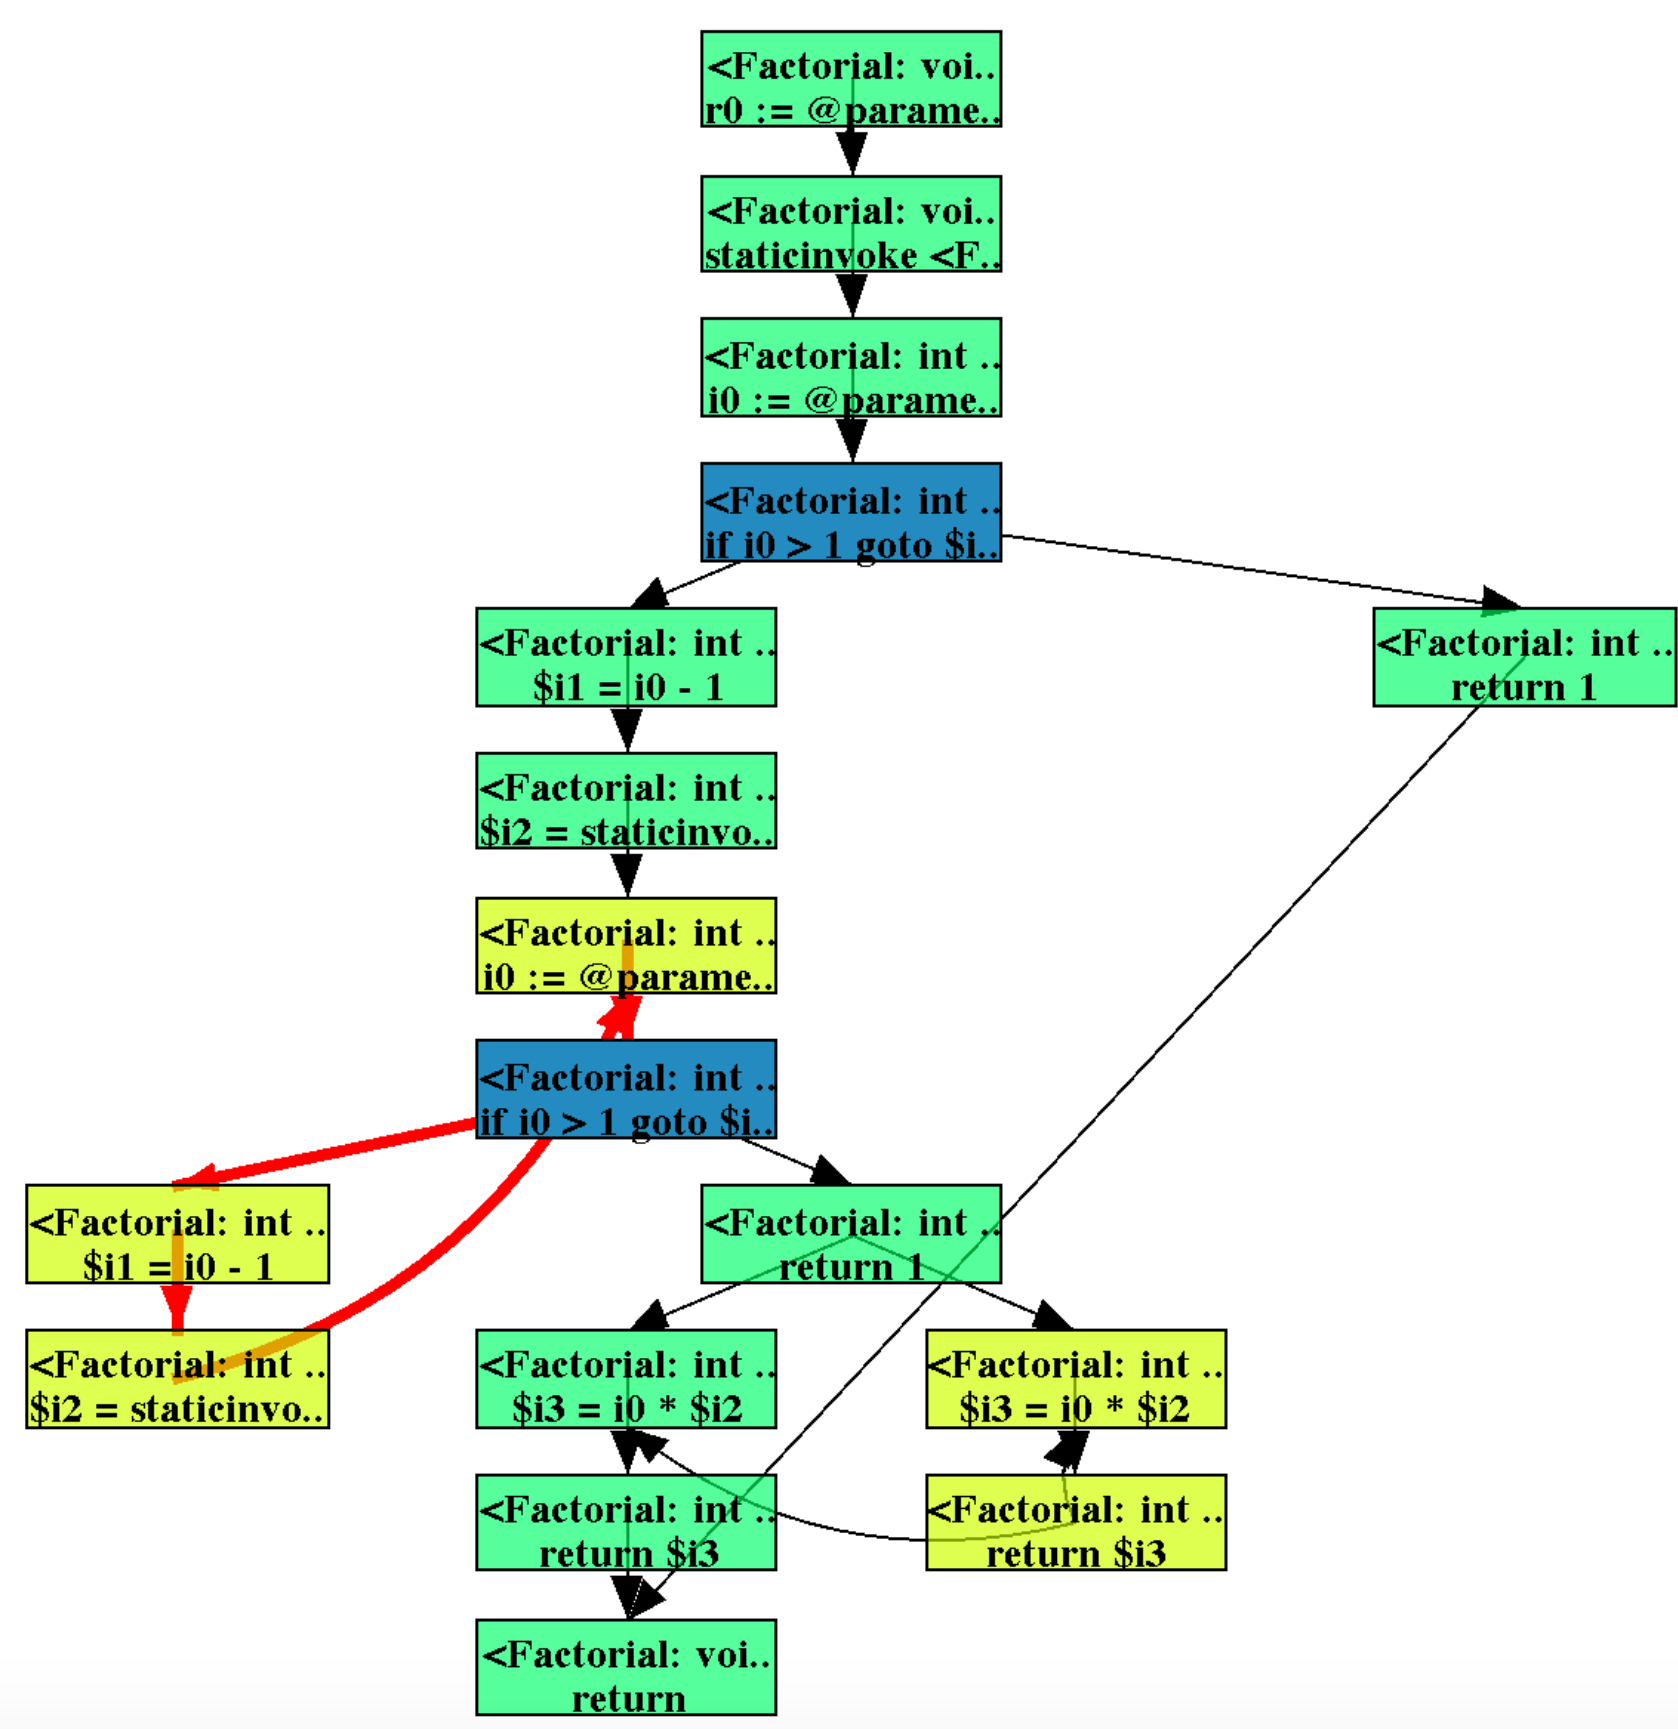 <Factorial: voi..
r0 := @parame..
<Factorial: voi..
staticinvoke <F..
<Factorial: int ..
i0 := @parame..
<Factorial: int ..
if i0 > 1 goto $i..
<Factorial: int ..
$i1 = i0 - 1
<Factorial: int ..
return 1
<Factorial: int ..
$i2 = staticinvo..
<Factorial: int ..
i0 := @parame..
<Factorial: int ..
if i0 > 1 goto $i..
<Factorial: int ..
$i1 = i0 - 1
<Factorial: int ..
return 1
<Factorial: int ..
$i2 = staticinvo..
<Factorial: int ..
$i3 = i0 * $i2
<Factorial: int ..
$i3 = i0 * $i2
<Factorial: int ..
return $i3
<Factorial: int ..
return $i3
<Factorial: voi..
return